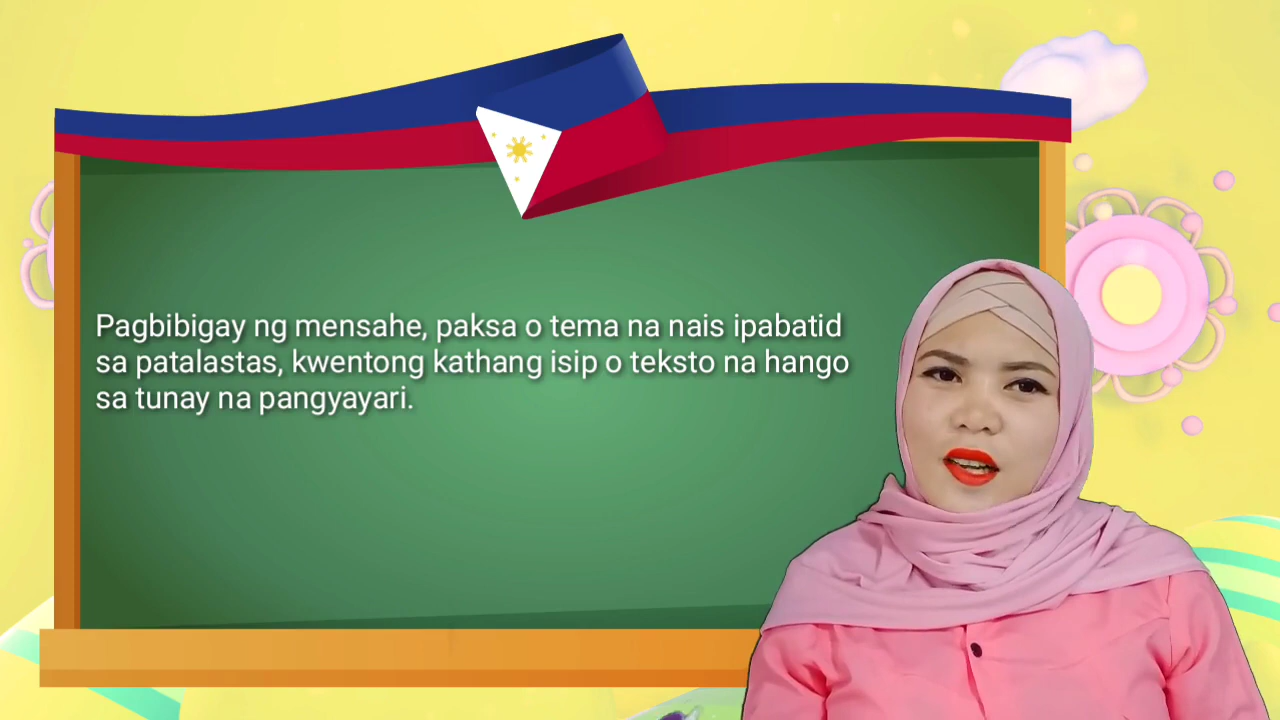 Pagbibigay ng mensahe, paksa o tema na nais ipabatid
sa patalastas, kwentong kathang isip o teksto na hango
sa tunay na pangyayari.